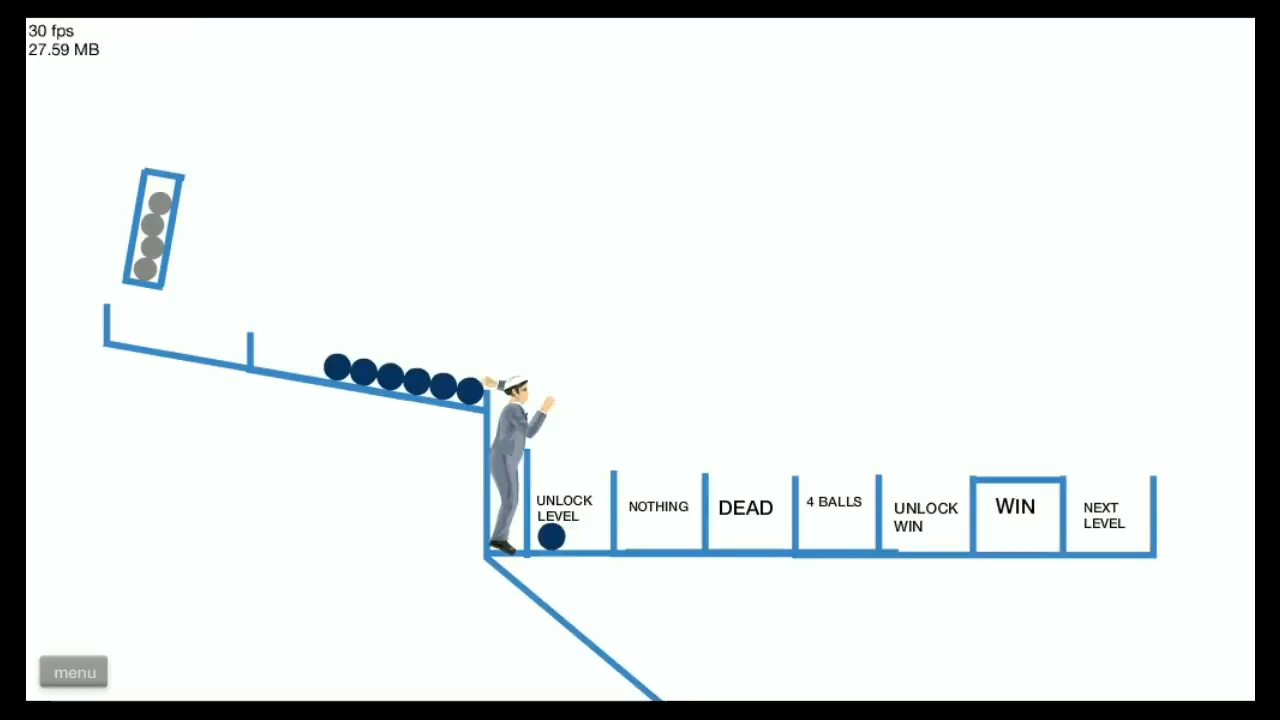 30 fps
27.59 MB
UNLOCK
LEVEL
NOTHING
DEAD
4 BALLS
UNLOCK
WIN
WIN
NEXT
LEVEL
menu